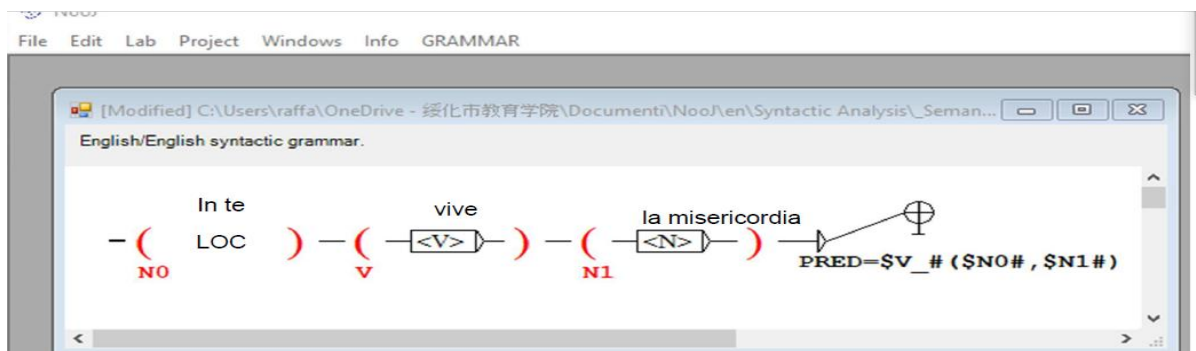 NooJ
File Edit Lab Project Windows Info GRAMMAR
[Modified] C:\Users\raffa\OneDrive - 绥化市教育学院\Documenti\NooJ\en\Syntactic Analysis\_Seman...
English/English syntactic grammar.
In te vive la misericordia
( LOC ) ( <V> ) ( <N> )
N0 V N1 PRED=$V_#($N0#,$N1#)